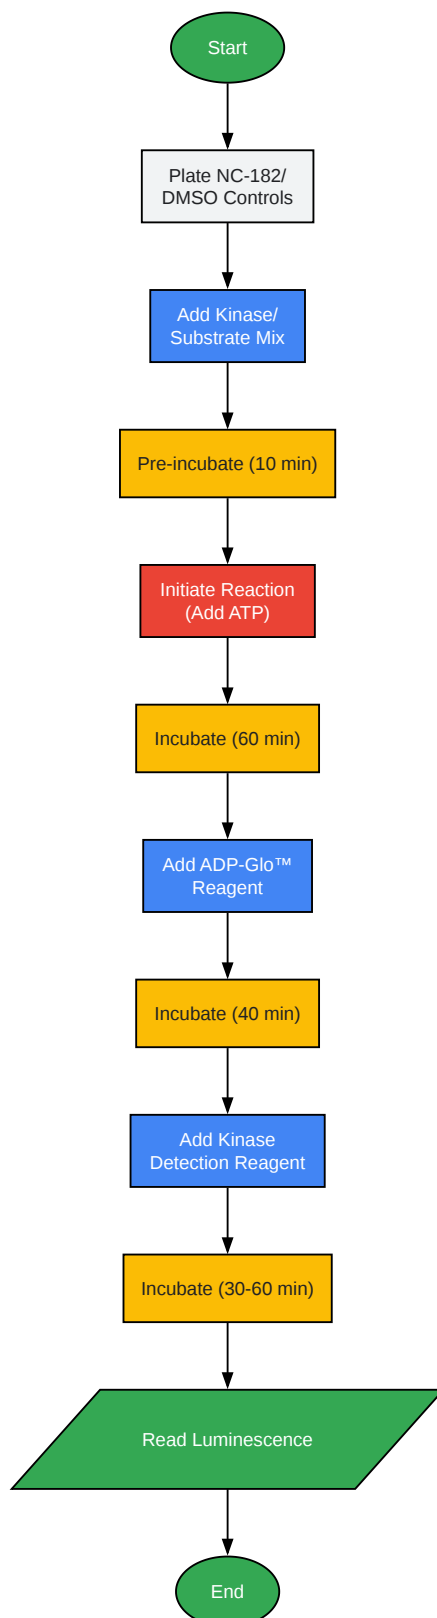 Start
Plate NC-182/
DMSO Controls
Add Kinase/
Substrate Mix
Pre-incubate (10 min)
Initiate Reaction
(Add ATP)
Incubate (60 min)
Add ADP-Glo™
Reagent
Incubate (40 min)
Add Kinase
Detection Reagent
Incubate (30-60 min)
Read Luminescence
End